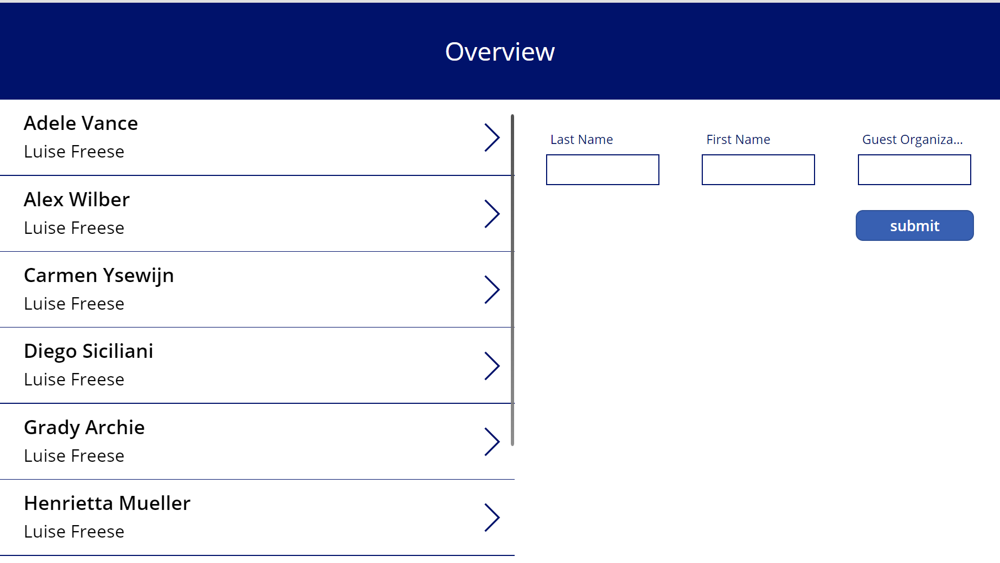 Overview
Adele Vance
Luise Freese
Alex Wilber
Luise Freese
Carmen Ysewijn
Luise Freese
Diego Siciliani
Luise Freese
Grady Archie
Luise Freese
Henrietta Mueller
Luise Freese
Last Name
First Name
Guest Organiza...
submit